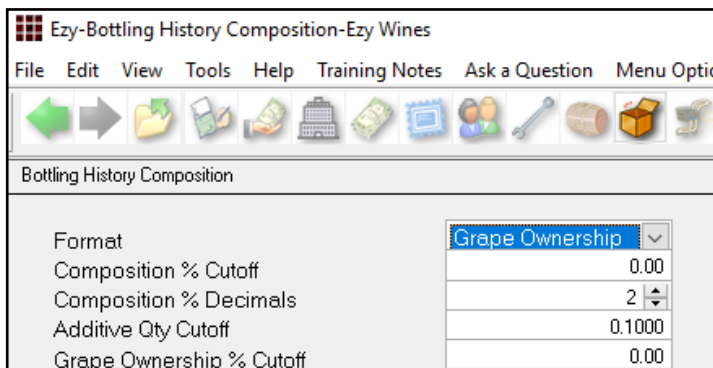 Ezy-Bottling History Composition-Ezy Wines
File Edit View Tools Help Training Notes Ask a Question Menu Optio
Bottling History Composition
Format Grape Ownership
Composition % Cutoff 0.00
Composition % Decimals 2
Additive Qty Cutoff 0.1000
Grape Ownership % Cutoff 0.00